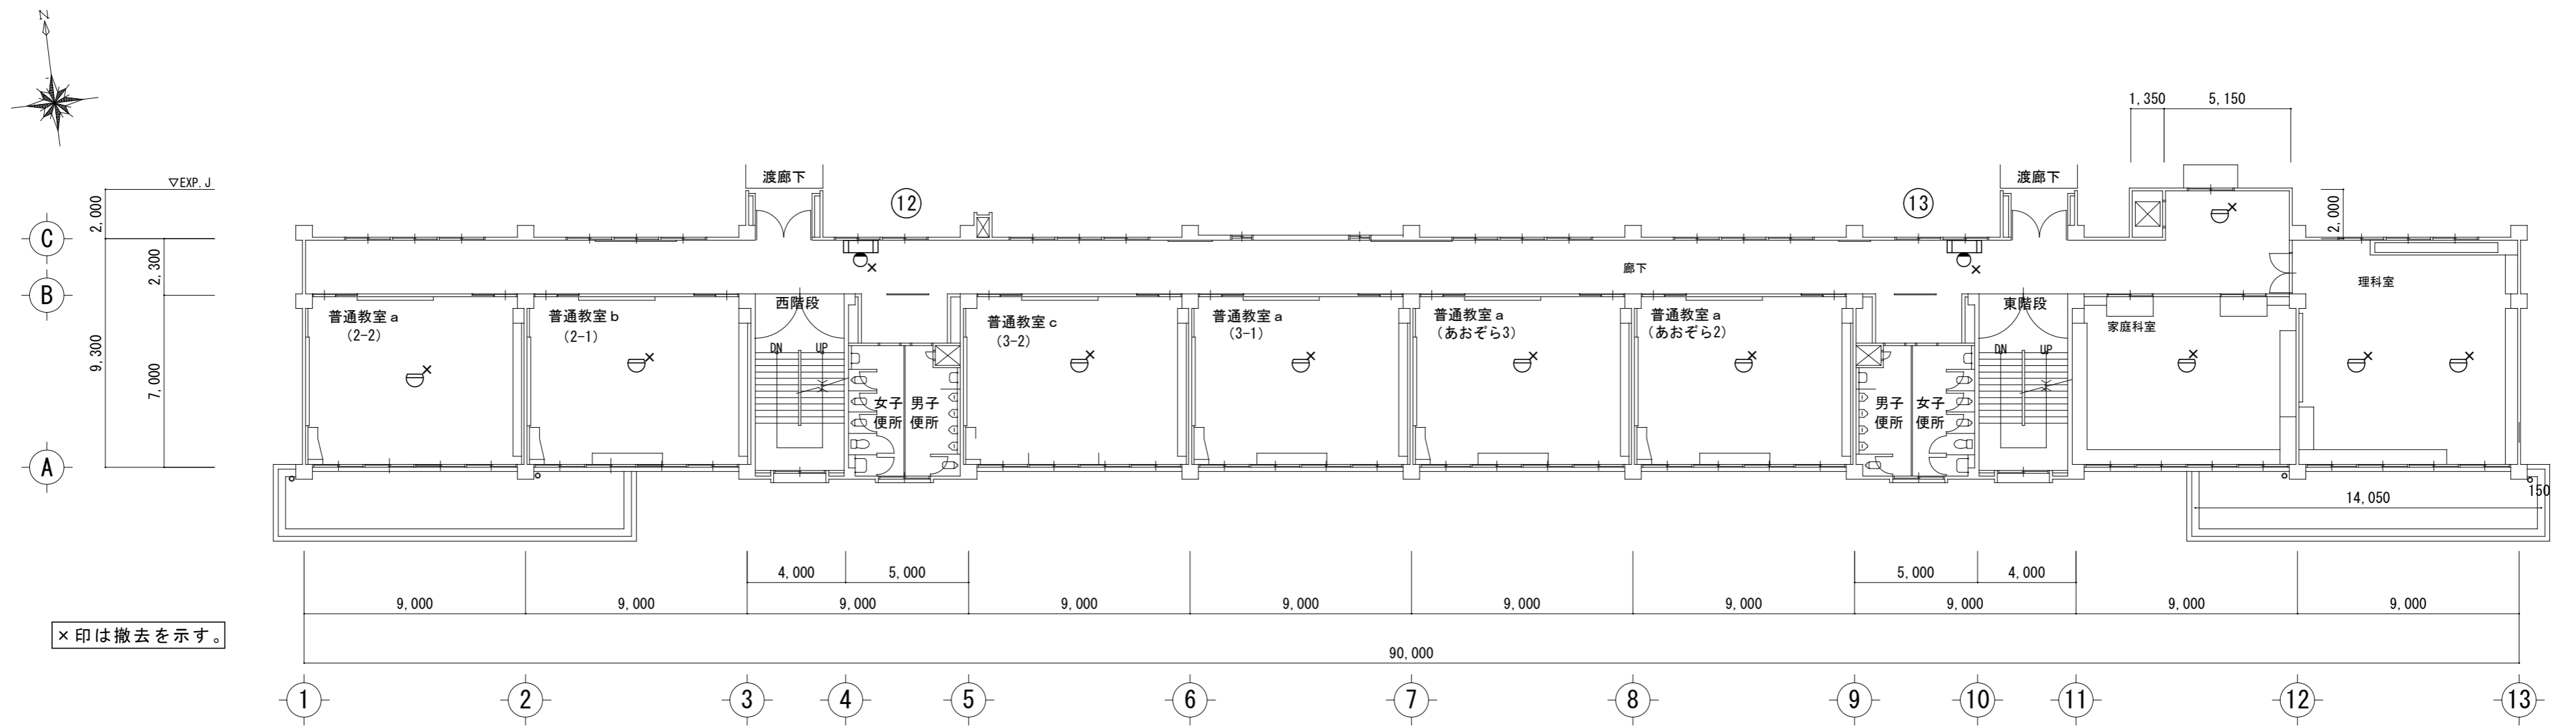 N
1,350 5,150
渡廊下 渡廊下
▽EXP.J
2,000
2,000
12 13
C
2,300
廊下
理科室
B
西階段 東階段
普通教室a
(2-2)
普通教室b
(2-1)
普通教室c
(3-2)
普通教室a
(3-1)
普通教室a
(あおぞら3)
普通教室a
(あおぞら2)
家庭科室
9,300
7,000
DN UP
DN UP
女子
便所
男子
便所
男子
便所
女子
便所
A
14,050
150
4,000 5,000 5,000 4,000
9,000 9,000 9,000 9,000 9,000 9,000 9,000 9,000 9,000 9,000
×印は撤去を示す。
90,000
1 2 3 4 5 6 7 8 9 10 11 12 13